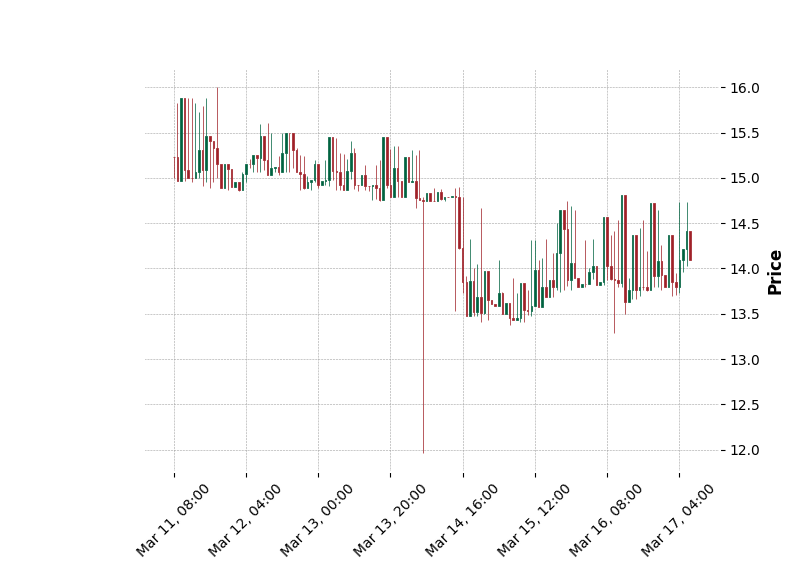 16.0
15.5
15.0
14.5
14.0
13.5
13.0
12.5
12.0
Price
Mar 11, 08:00
Mar 12, 04:00
Mar 13, 00:00
Mar 13, 20:00
Mar 14, 16:00
Mar 15, 12:00
Mar 16, 08:00
Mar 17, 04:00